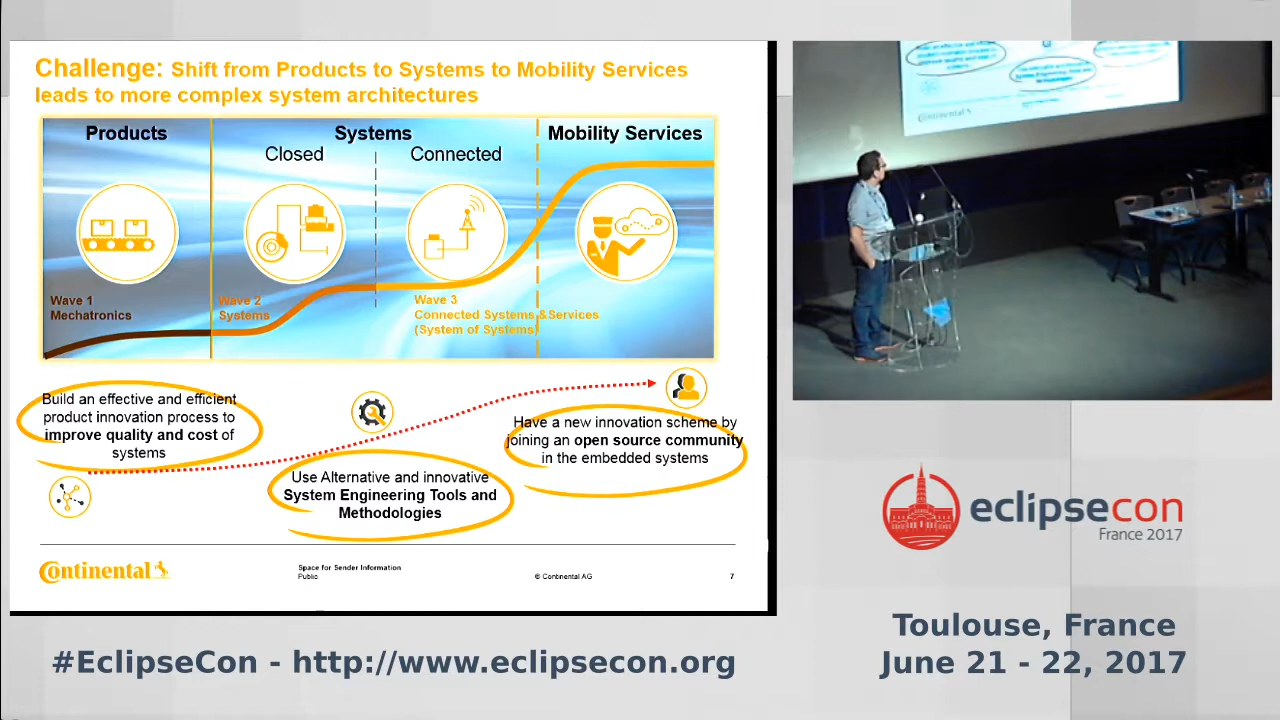 Challenge: Shift from Products to Systems to Mobility Services
leads to more complex system architectures
Products
Systems
Mobility Services
Closed
Connected
Wave 1
Mechatronics
Wave 2
Systems
Wave 3
Connected Systems &Services
(System of Systems)
Build an effective and efficient
product innovation process to
improve quality and cost of
systems
Use Alternative and innovative
System Engineering Tools and
Methodologies
Have a new innovation scheme by
joining an open source community
in the embedded systems
Continental
Space for Sender Information
Public
© Continental AG
7
Continental
eclipsecon
France 2017
Toulouse, France
June 21 - 22, 2017
#EclipseCon - http://www.eclipsecon.org